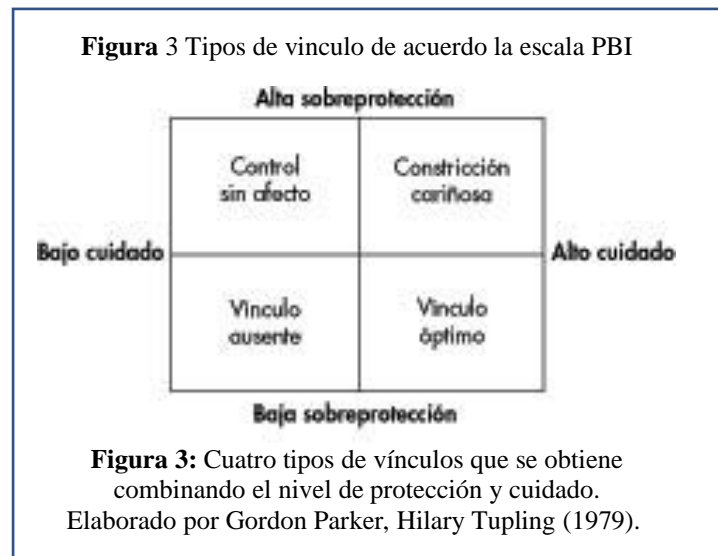 Figura 3 Tipos de vinculo de acuerdo la escala PBI
Alta sobreprotección
Control
sin afecto
Constricción
cariñosa
Bajo cuidado
Alto cuidado
Vínculo
ausente
Vínculo
óptimo
Baja sobreprotección
Figura 3: Cuatro tipos de vínculos que se obtiene
combinando el nivel de protección y cuidado.
Elaborado por Gordon Parker, Hilary Tupling (1979).